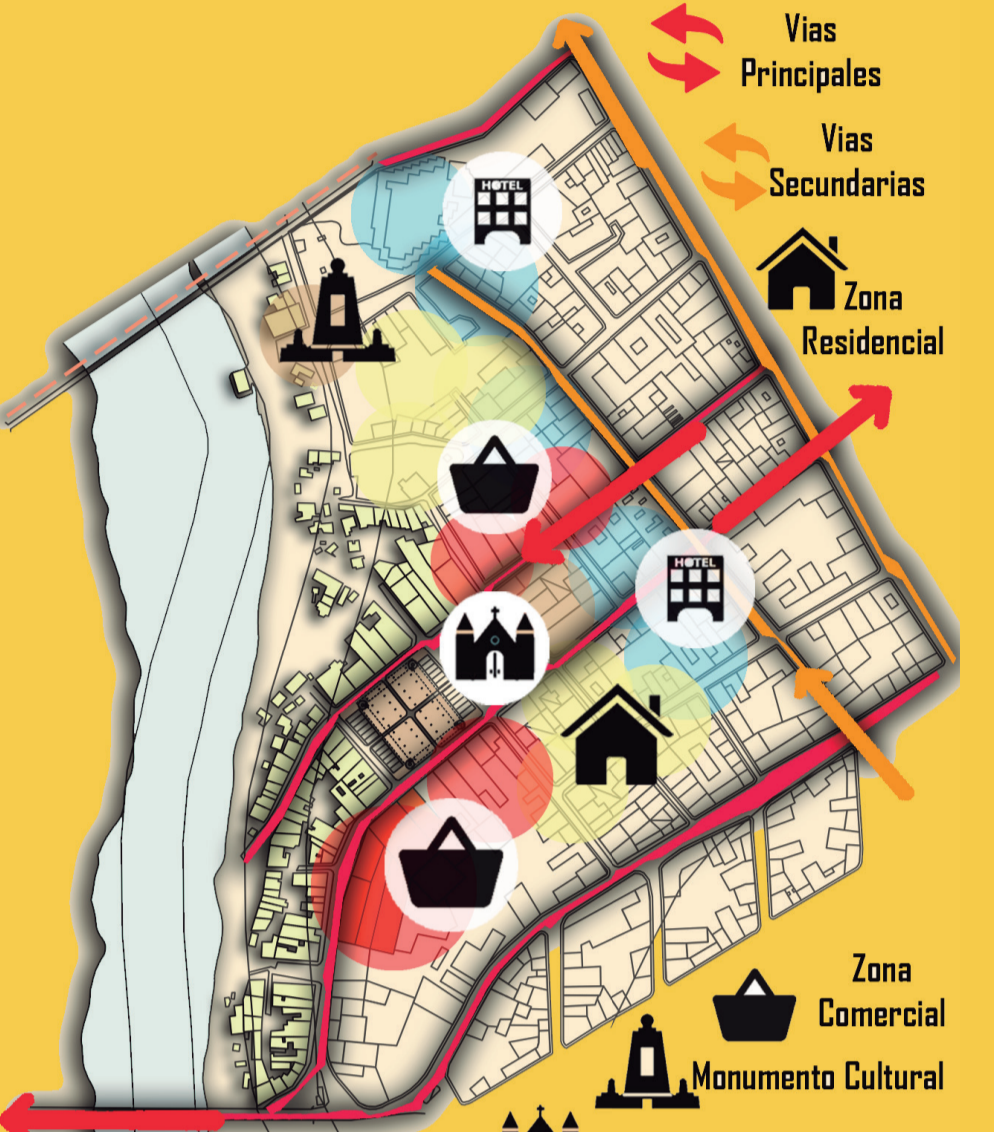 Vias
Principales
Vias
Secundarias
HOTEL
Zona
Residencial
HOTEL
Zona
Comercial
Monumento Cultural